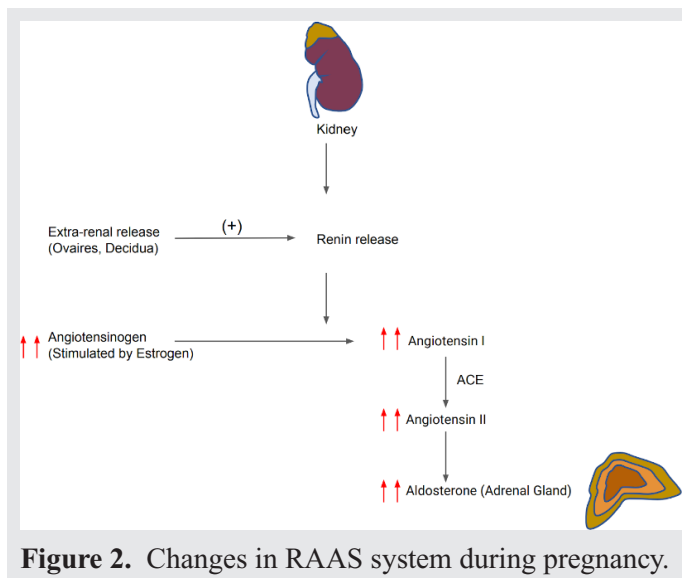 Kidney
Extra-renal release
(Ovaires, Decidua)
(+)
Renin release
Angiotensinogen
(Stimulated by Estrogen)
Angiotensin I
ACE
Angiotensin II
Aldosterone (Adrenal Gland)
Figure 2. Changes in RAAS system during pregnancy.